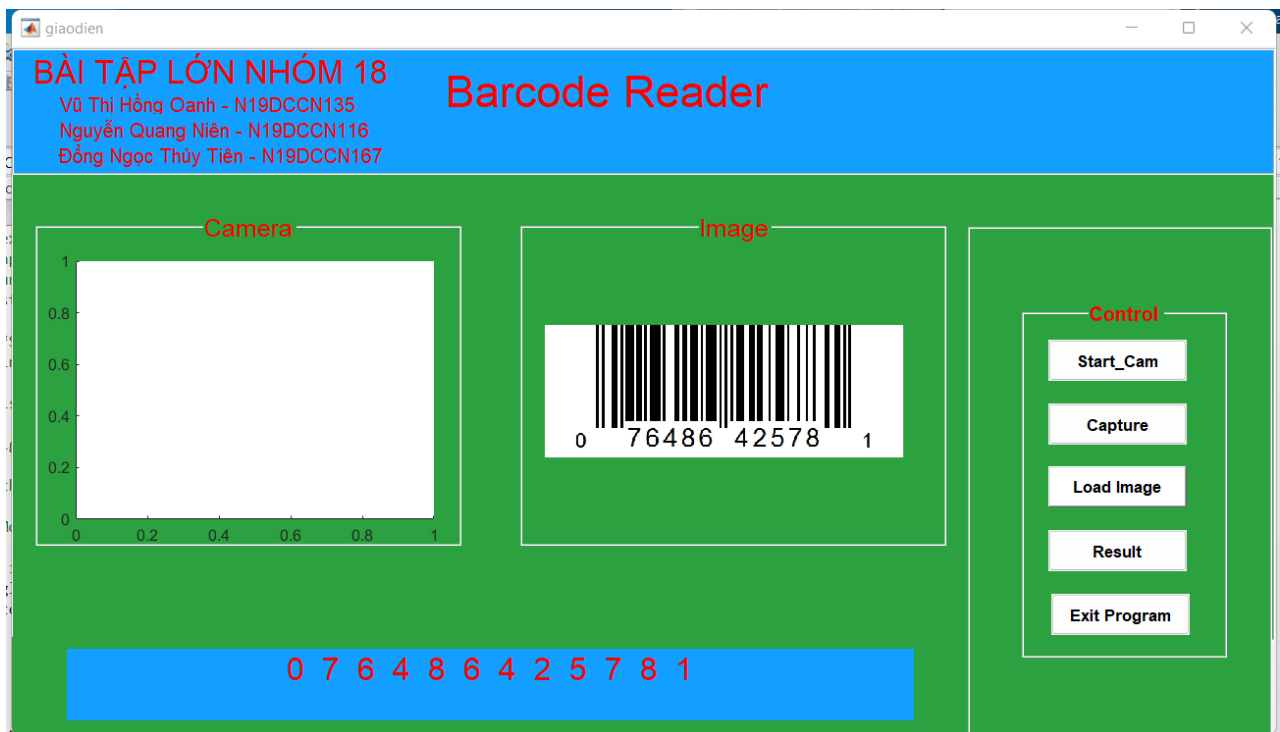 giaodien
BÀI TẬP LỚN NHÓM 18
Barcode Reader
Vũ Thị Hồng Oanh - N19DCCN135
Nguyễn Quang Niên - N19DCCN116
Đổng Ngọc Thủy Tiên - N19DCCN167
Camera
1
0.8
0.6
0.4
0.2
0
0 0.2 0.4 0.6 0.8 1
Image
0 76486 42578 1
Control
Start_Cam
Capture
Load Image
Result
Exit Program
0 7 6 4 8 6 4 2 5 7 8 1